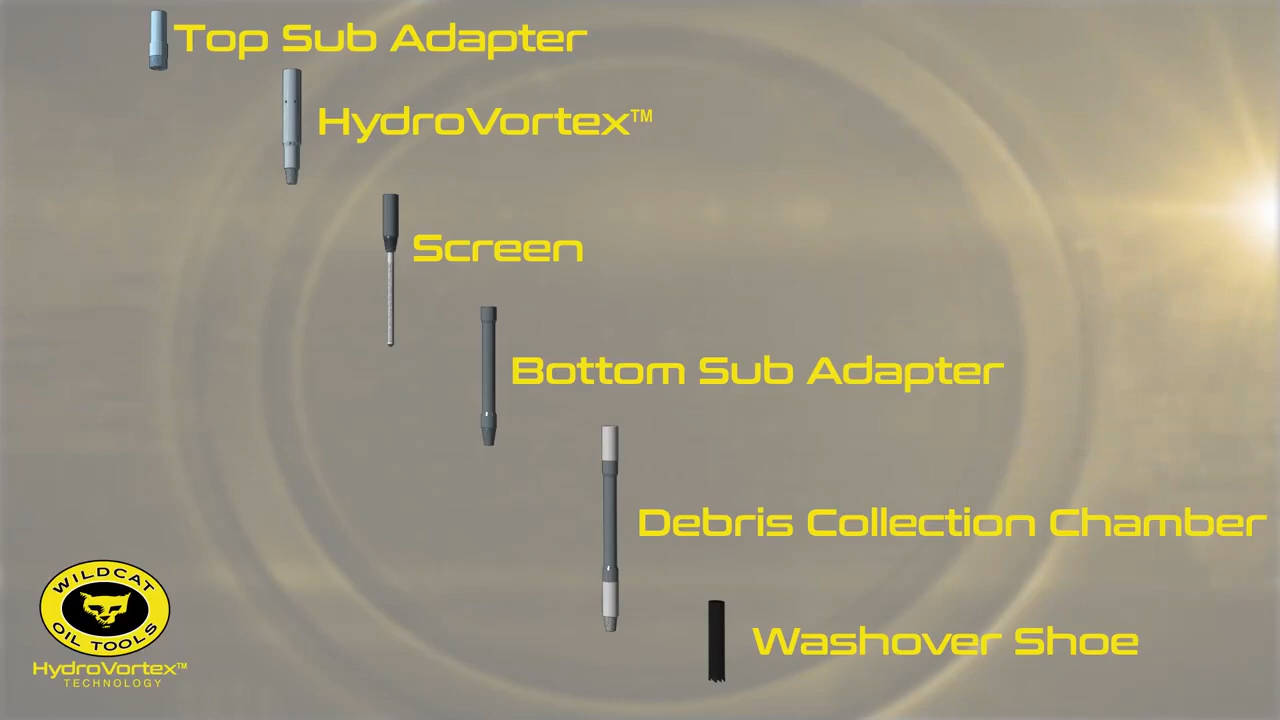 Top Sub Adapter
HydroVortex™
Screen
Bottom Sub Adapter
Debris Collection Chamber
Washover Shoe
WILDCAT
OIL TOOLS
HydroVortex™
TECHNOLOGY